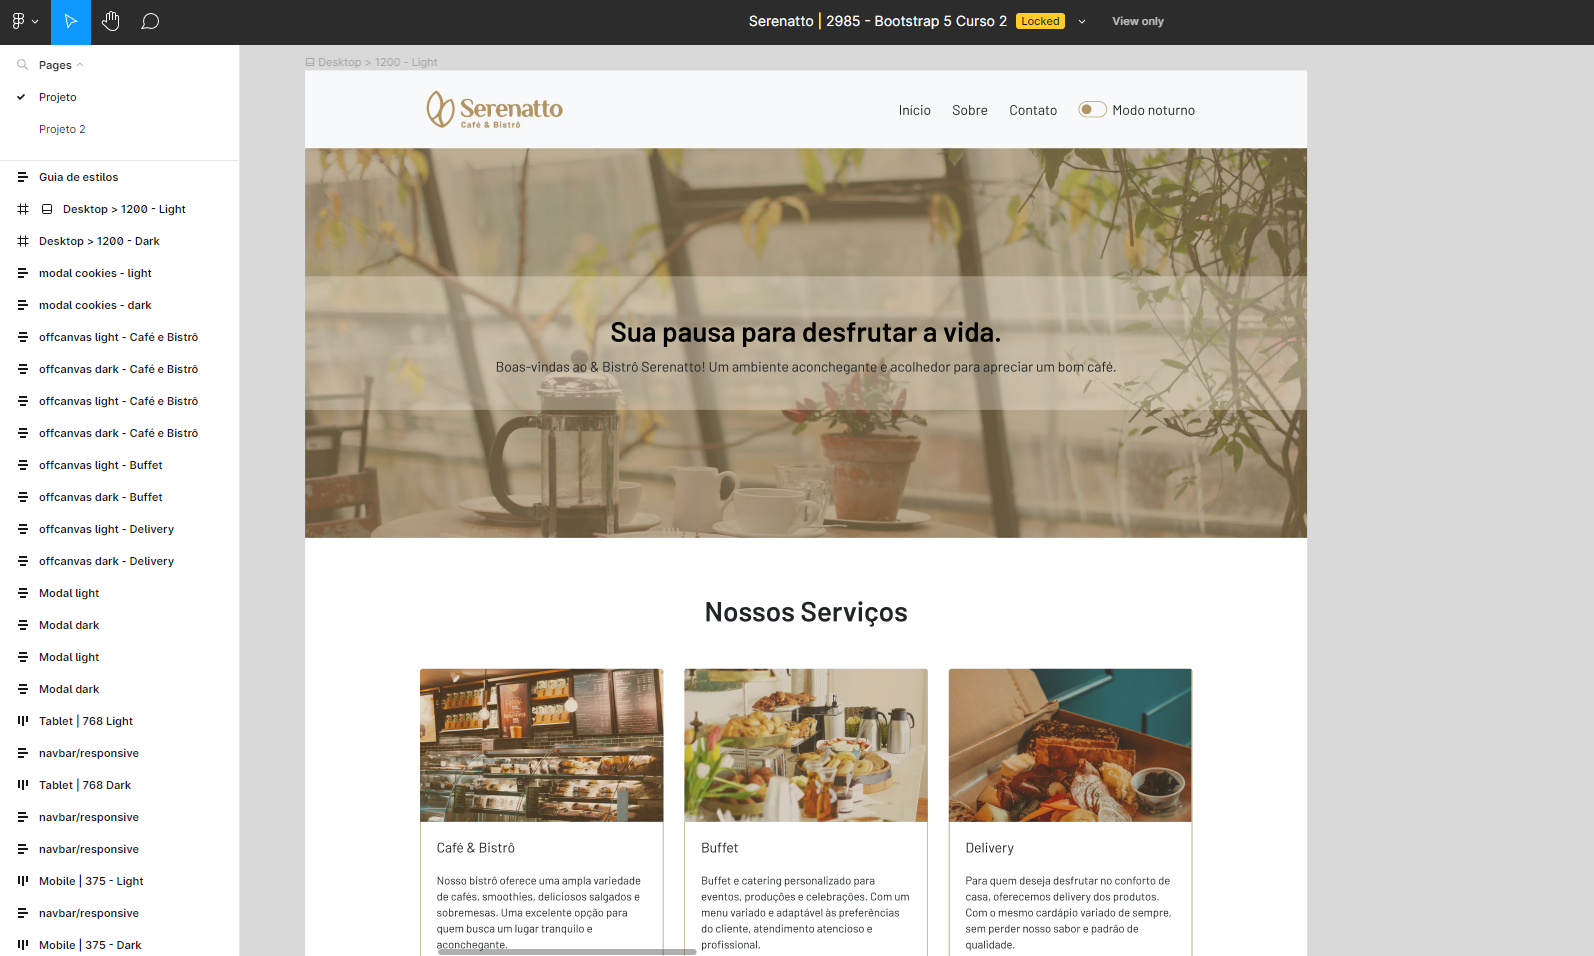 Serenatto | 2985 - Bootstrap 5 Curso 2
Locked
View only
Pages
Projeto
Projeto 2
Guia de estilos
Desktop > 1200 - Light
Desktop > 1200 - Dark
modal cookies - light
modal cookies - dark
offcanvas light - Café e Bistrô
offcanvas dark - Café e Bistrô
offcanvas light - Café e Bistrô
offcanvas dark - Café e Bistrô
offcanvas light - Buffet
offcanvas dark - Buffet
offcanvas light - Delivery
offcanvas dark - Delivery
Modal light
Modal dark
Modal light
Modal dark
Tablet | 768 Light
navbar/responsive
Tablet | 768 Dark
navbar/responsive
navbar/responsive
Mobile | 375 - Light
navbar/responsive
Mobile | 375 - Dark
Desktop > 1200 - Light
Serenatto
Café & Bistrô
Início
Sobre
Contato
Modo noturno
Sua pausa para desfrutar a vida.
Boas-vindas ao & Bistrô Serenatto! Um ambiente aconchegante e acolhedor para apreciar um bom café.
Nossos Serviços
Café & Bistrô
Nosso bistrô oferece uma ampla variedade
de cafés, smoothies, deliciosos salgados e
sobremesas. Uma excelente opção para
quem busca um lugar tranquilo e
aconchegante.
Buffet
Buffet e catering personalizado para
eventos, produções e celebrações. Com um
menu variado e adaptável às preferências
do cliente, atendimento atencioso e
profissional.
Delivery
Para quem deseja desfrutar no conforto de
casa, oferecemos delivery dos produtos.
Com o mesmo cardápio variado de sempre,
sem perder nosso sabor e padrão de
qualidade.